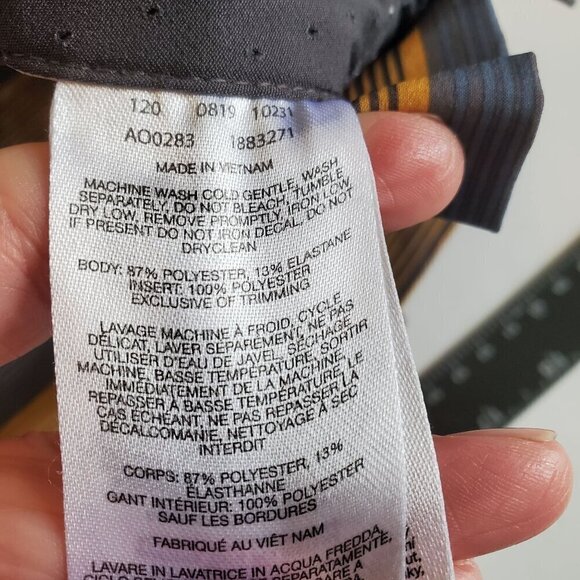 120 0819 10231
AO0283 1883271
MADE IN VIETNAM
MACHINE WASH COLD GENTLE, WASH
SEPARATELY, DO NOT BLEACH, TUMBLE
DRY LOW, REMOVE PROMPTLY, IRON LOW
IF PRESENT DO NOT IRON DECAL, DO NOT
DRYCLEAN
BODY: 87% POLYESTER, 13% ELASTANE
INSERT: 100% POLYESTER
EXCLUSIVE OF TRIMMING
LAVAGE MACHINE À FROID, CYCLE
DÉLICAT, LAVER SÉPARÉMENT, NE PAS
UTILISER D'EAU DE JAVEL, SÉCHAGE
MACHINE, BASSE TEMPÉRATURE, SORTIR
IMMÉDIATEMENT DE LA MACHINE,
REPASSER À BASSE TEMPÉRATURE, LE
CAS ÉCHÉANT, NE PAS REPASSER LA
DÉCALCOMANIE, NETTOYAGE À SEC
INTERDIT
CORPS: 87% POLYESTER, 13%
ÉLASTHANNE
GANT INTÉRIEUR: 100% POLYESTER
SAUF LES BORDURES
FABRIQUÉ AU VIÊT NAM
LAVARE IN LAVATRICE IN ACQUA FREDDA,